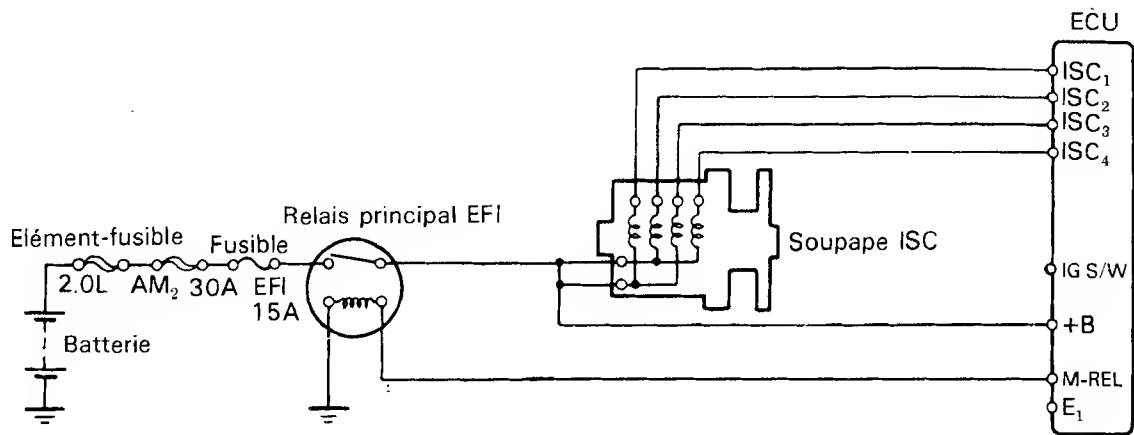 ECU
ISC₁
ISC₂
ISC₃
ISC₄
Relais principal EFI
Elément-fusible
Fusible
Soupape ISC
2.0L
AM₂
30A
EFI
15A
IG S/W
Batterie
+B
M-REL
E₁